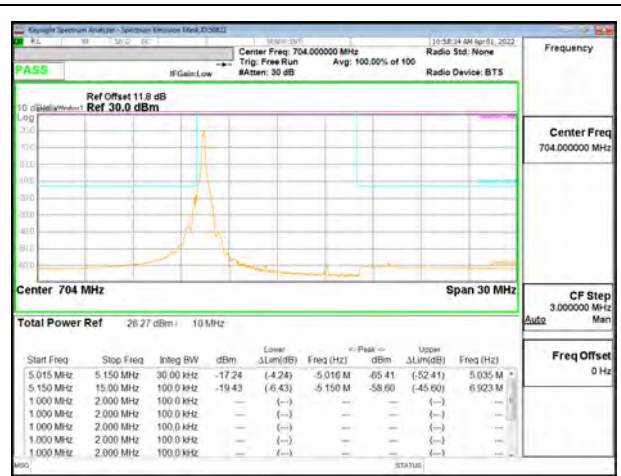 Keysight Spectrum Analyzer - Spectrum Emission Mask
RL
10:58:34 AM Apr 01, 2022
Frequency
Center Freq: 704.000000 MHz
Radio Std: None
Trig: Free Run Avg: 100.00% of 100
PASS
IFGain:Low
#Atten: 30 dB
Radio Device: BTS
Ref Offset 11.8 dB
Ref 30.0 dBm
Log
Center Freq
704.000000 MHz
Center 704 MHz
Span 30 MHz
CF Step
3.000000 MHz
Auto Man
Total Power Ref 26.27 dBm / 10 MHz
Freq Offset
0 Hz
Lower <- Peak -> Upper
Start Freq Stop Freq Integ BW dBm ΔLim(dB) Freq (Hz) dBm ΔLim(dB) Freq (Hz)
5.015 MHz 5.150 MHz 30.00 kHz -17.24 (-4.24) -5.016 M -65.41 (-52.41) 5.035 M
5.150 MHz 15.00 MHz 100.0 kHz -19.43 (-6.43) -5.150 M -58.60 (-45.60) 6.923 M
1.000 MHz 2.000 MHz 100.0 kHz --- (---) --- --- (---) ---
1.000 MHz 2.000 MHz 100.0 kHz --- (---) --- --- (---) ---
1.000 MHz 2.000 MHz 100.0 kHz --- (---) --- --- (---) ---
1.000 MHz 2.000 MHz 100.0 kHz --- (---) --- --- (---) ---
1.000 MHz 2.000 MHz 100.0 kHz --- (---) --- --- (---) ---
MSG
STATUS